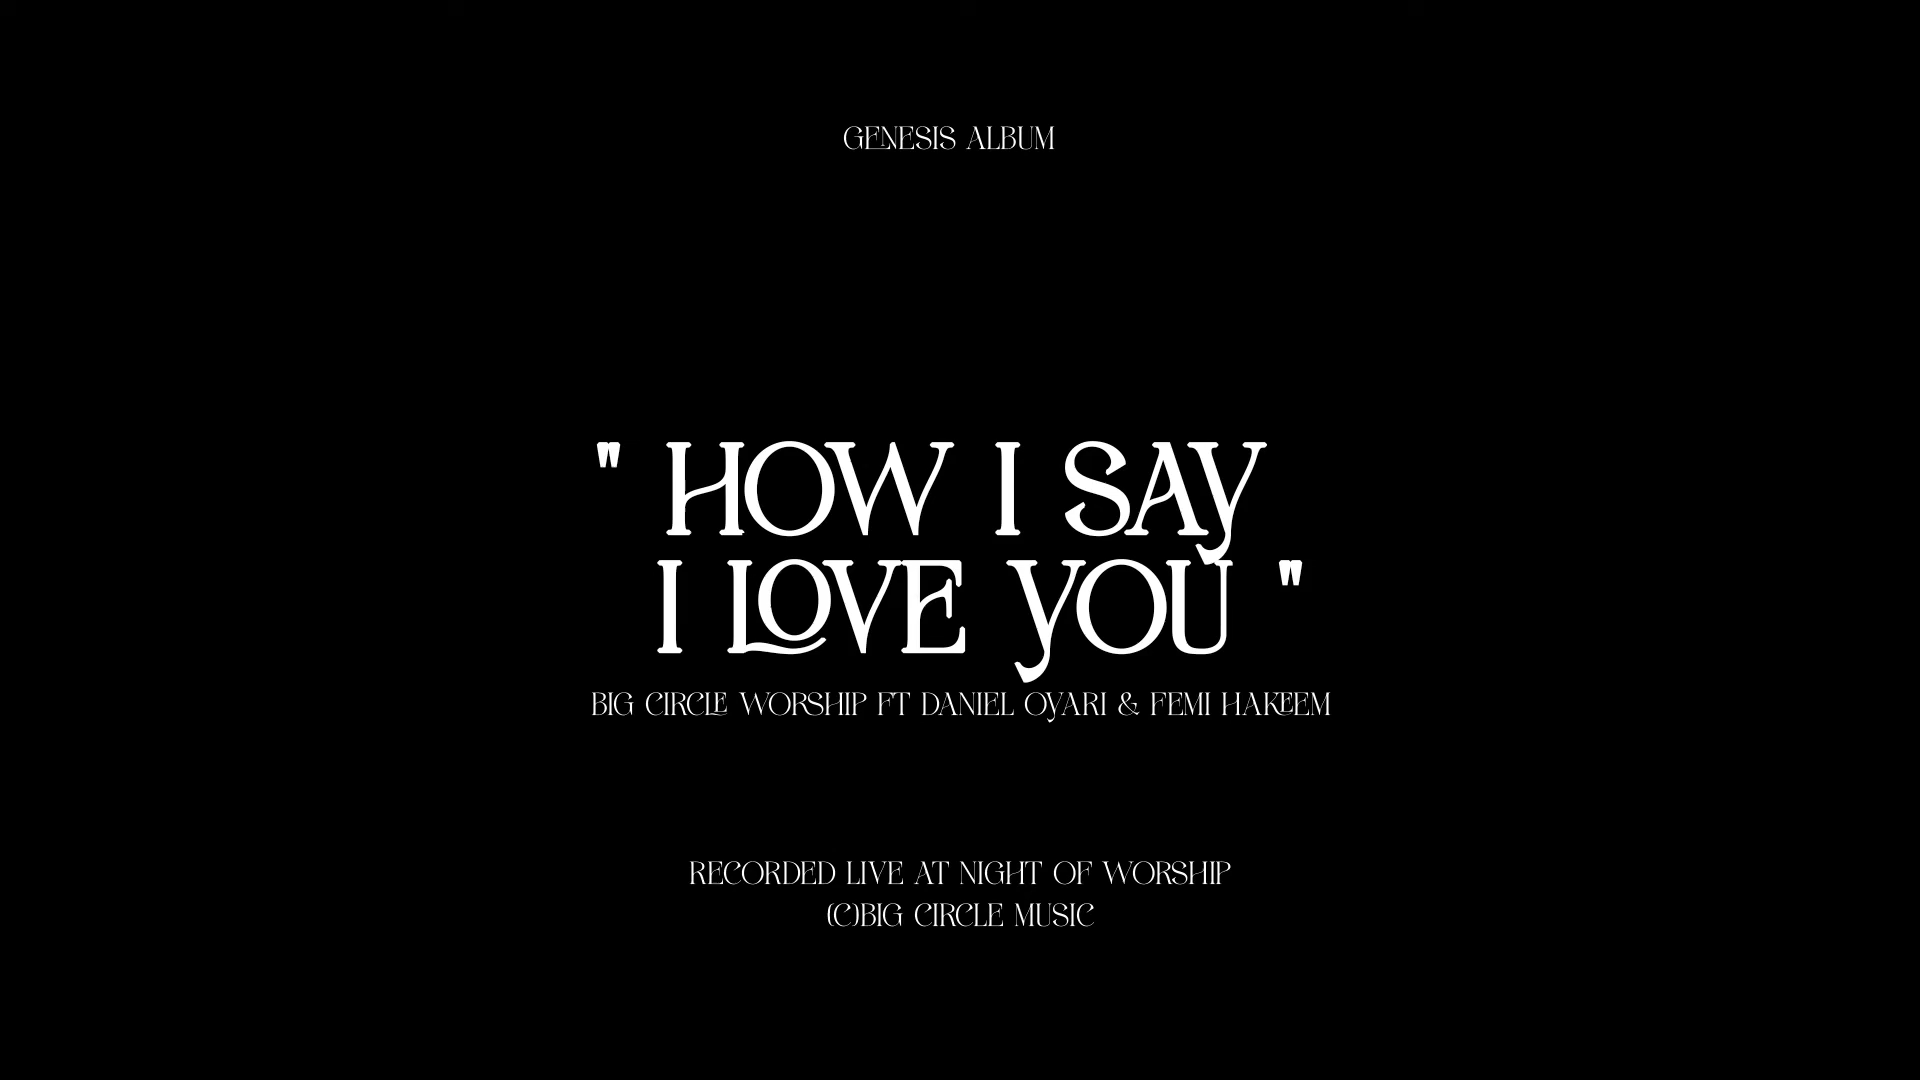 GENESIS ALBUM
" HOW I SAY
I LOVE YOU "
BIG CIRCLE WORSHIP FT DANIEL OYARI & FEMI HAKEEM
RECORDED LIVE AT NIGHT OF WORSHIP
(C)BIG CIRCLE MUSIC